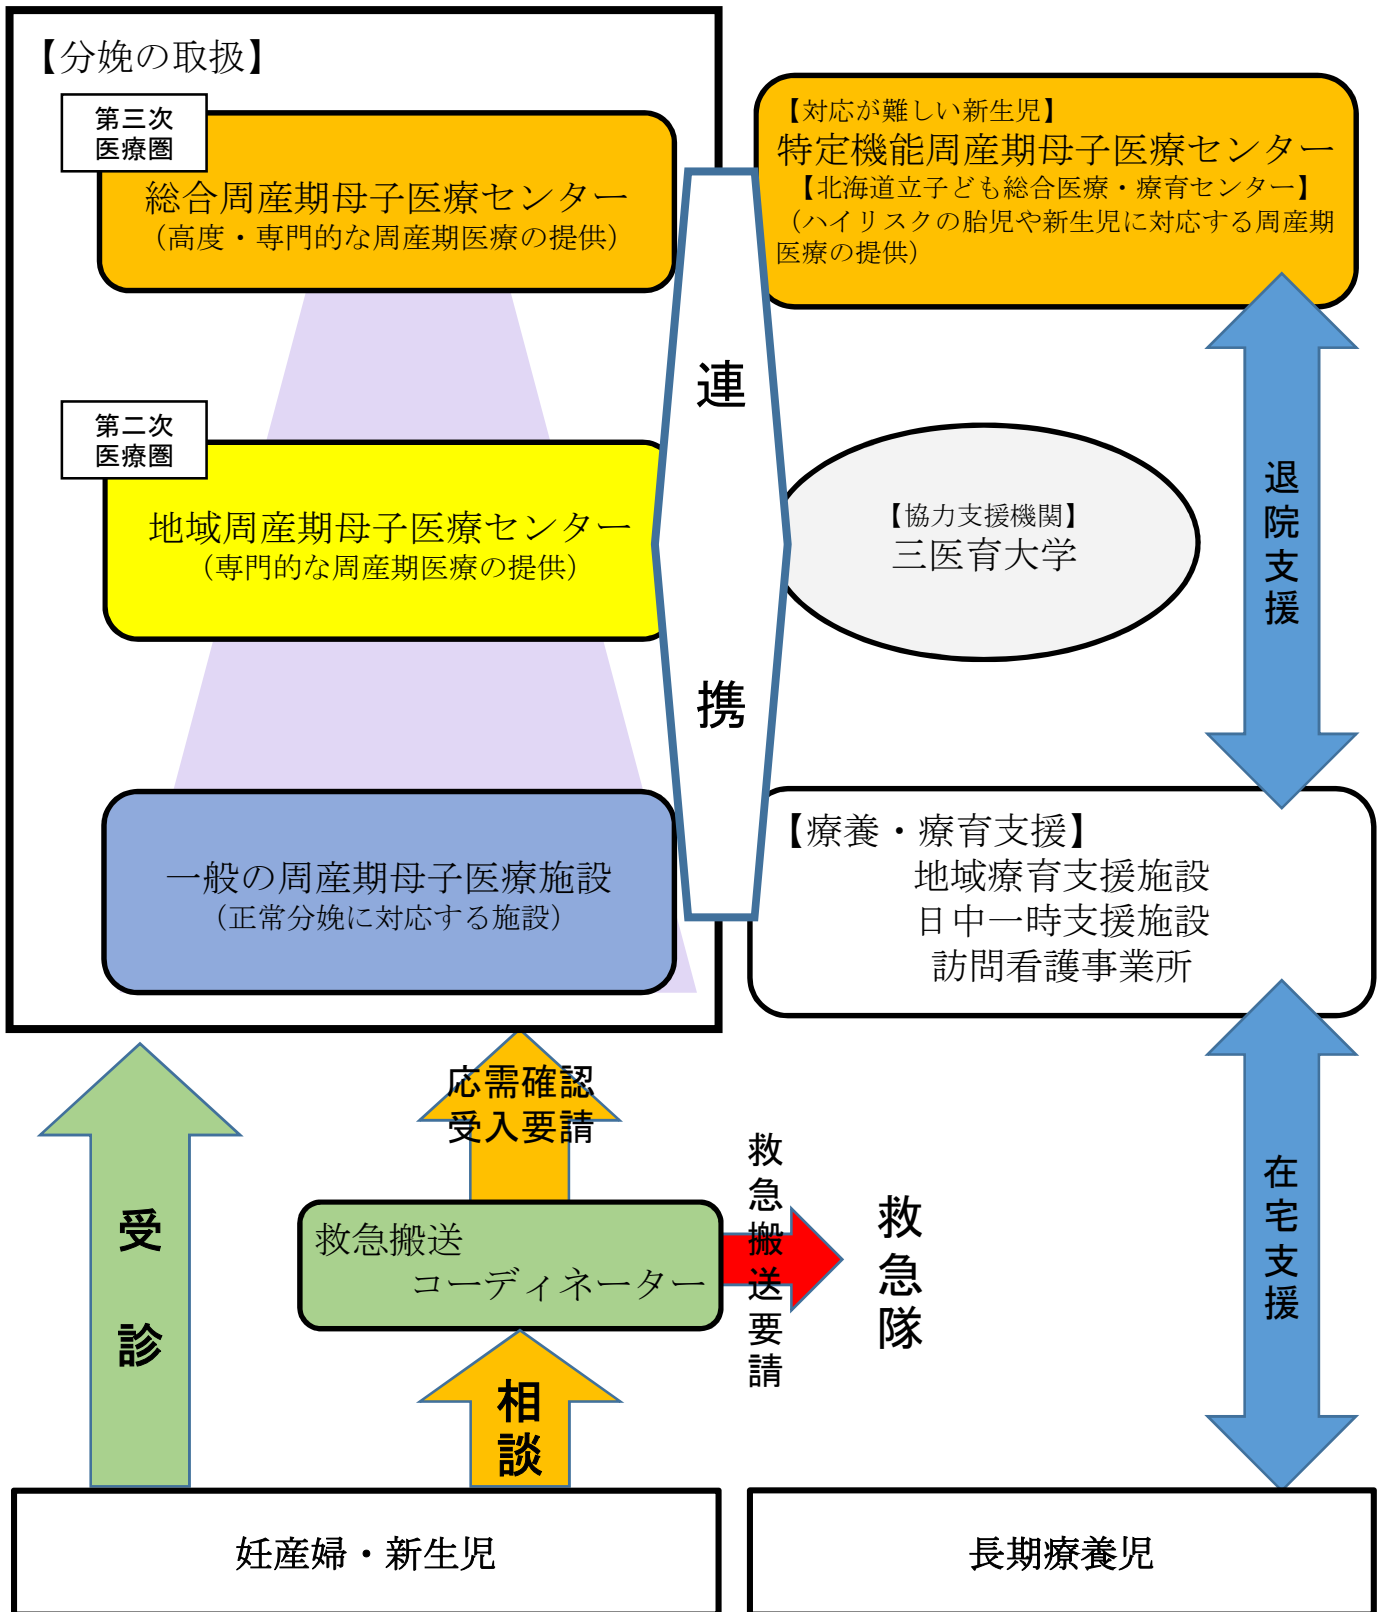 【分娩の取扱】
第三次
医療圏
総合周産期母子医療センター
（高度・専門的な周産期医療の提供）
第二次
医療圏
地域周産期母子医療センター
（専門的な周産期医療の提供）
一般の周産期母子医療施設
（正常分娩に対応する施設）
連携
【対応が難しい新生児】
特定機能周産期母子医療センター
【北海道立子ども総合医療・療育センター】
（ハイリスクの胎児や新生児に対応する周産期
医療の提供）
【協力支援機関】
三医育大学
退院支援
【療養・療育支援】
地域療育支援施設
日中一時支援施設
訪問看護事業所
受診
応需確認
受入要請
救急搬送
コーディネーター
救急搬送要請
救急隊
相談
在宅支援
妊産婦・新生児
長期療養児